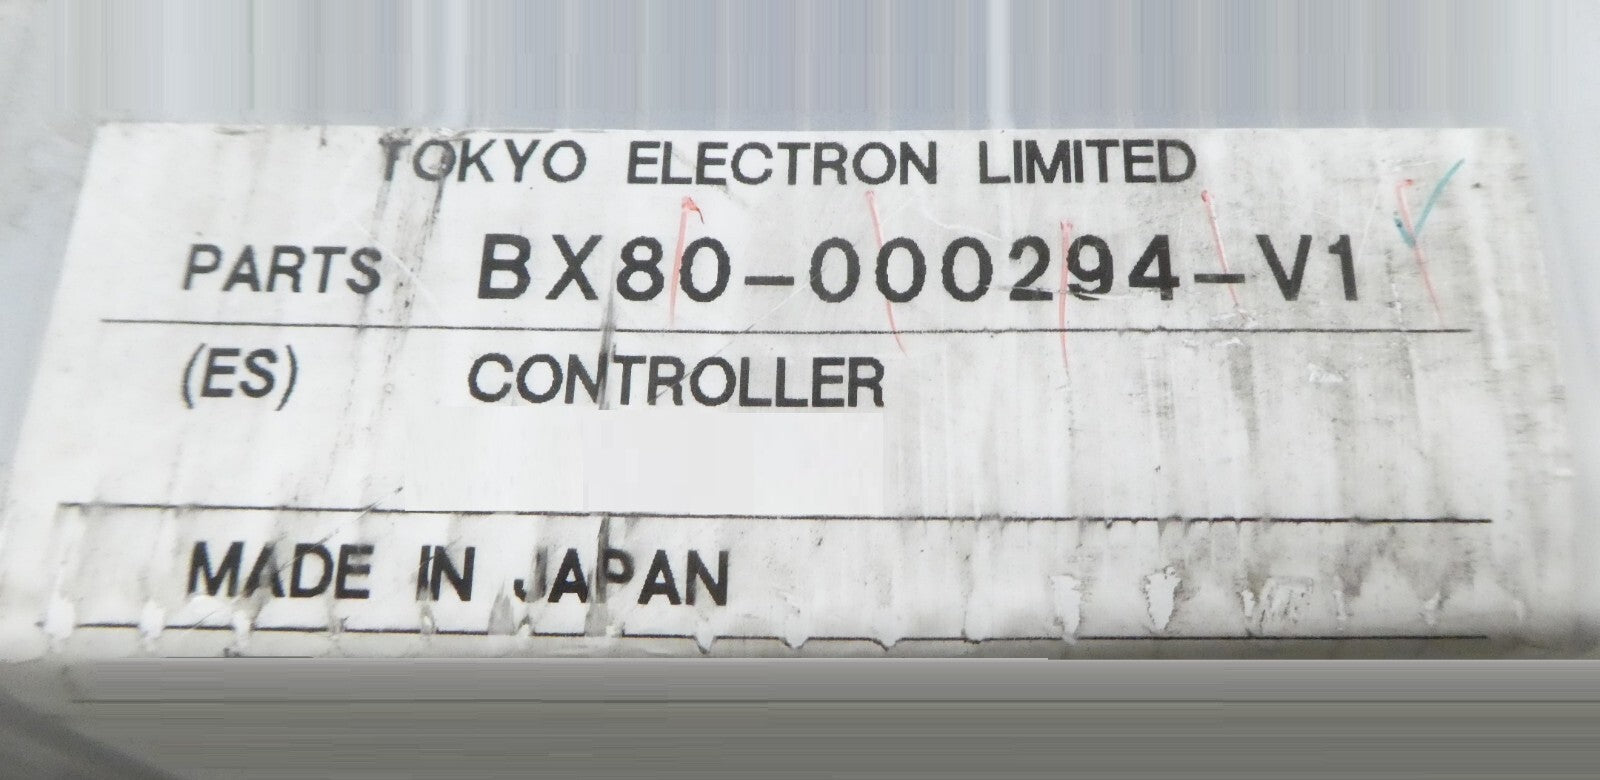 TOKYO ELECTRON LIMITED
PARTS BX80-000294-V1
(ES) CONTROLLER
MADE IN JAPAN